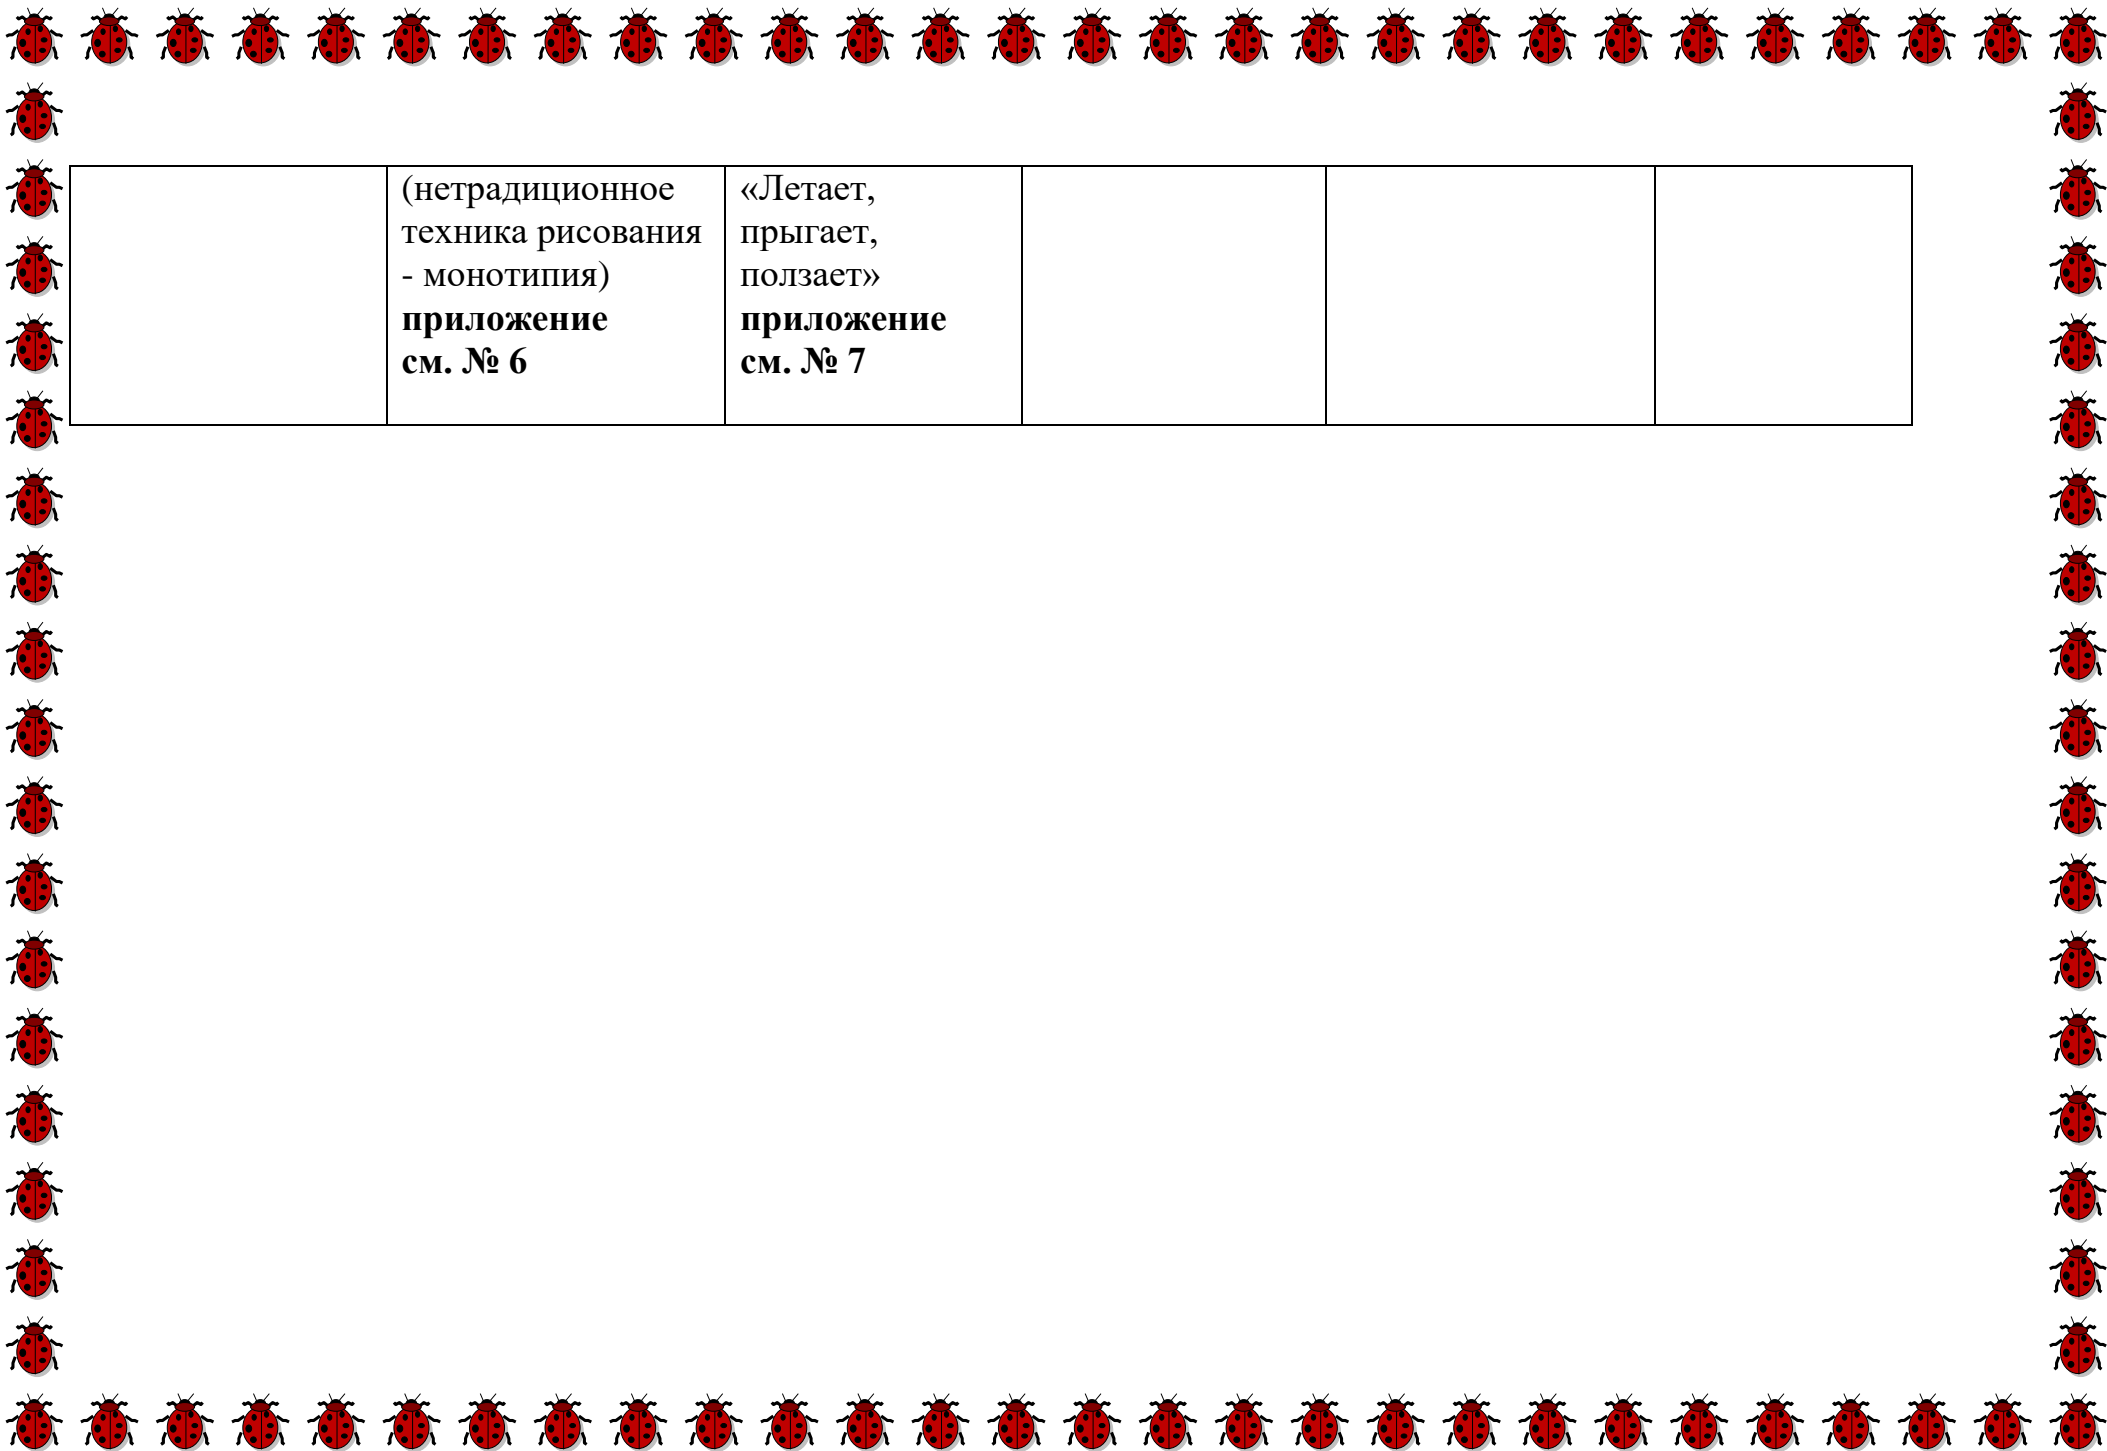 (нетрадиционное
техника рисования
- монотипия)
приложение
см. № 6
«Летает,
прыгает,
ползает»
приложение
см. № 7